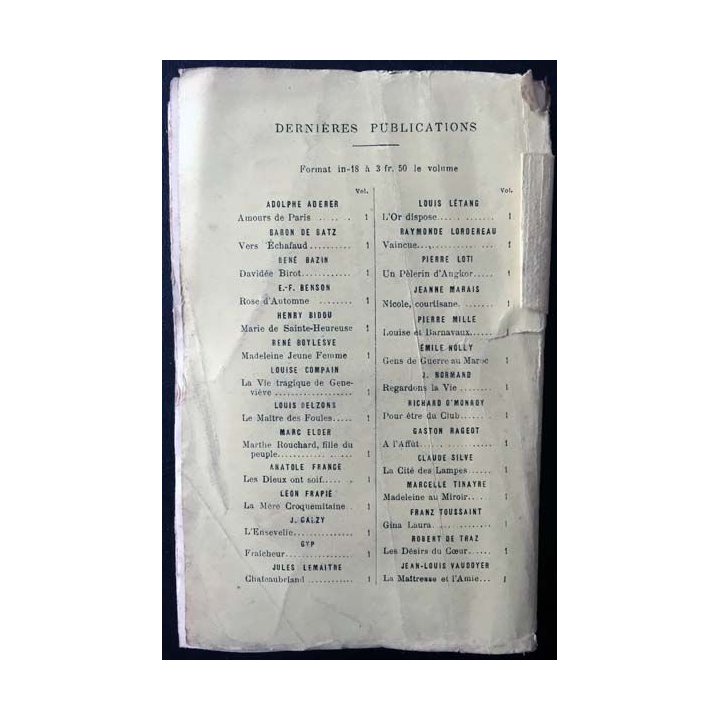 DERNIÈRES PUBLICATIONS
Format in-18 à 3 fr. 50 le volume
Vol.
ADOLPHE ADERER
Amours de Paris ...... 1
BARON DE BATZ
Vers l'Échafaud.......... 1
RENÉ BAZIN
Davidée Birot............ 1
E.-F. BENSON
Rose d'Automne ........ 1
HENRY BIDOU
Marie de Sainte-Heureuse 1
RENÉ BOYLESVE
Madeleine Jeune Femme 1
LOUISE COMPAIN
La Vie tragique de Gene-
viève................... 1
LOUIS DELZONS
Le Maître des Foules..... 1
MARC ELDER
Marthe Rouchard, fille du
peuple.................. 1
ANATOLE FRANCE
Les Dieux ont soif....... 1
LÉON FRAPIÉ
La Mère Croquemitaine . 1
J. GALZY
L'Ensevelie.............. 1
GYP
Fraîcheur................ 1
JULES LEMAITRE
Chateaubriand ............ 1
Vol.
LOUIS LÉTANG
L'Or dispose............. 1
RAYMONDE LORDEREAU
Vaincue.................. 1
PIERRE LOTI
Un Pèlerin d'Angkor..... 1
JEANNE MARAIS
Nicole, courtisane....... 1
PIERRE MILLE
Louise et Barnavaux...... 1
ÉMILE NOLLY
Gens de Guerre au Maroc 1
J. NORMAND
Regardons la Vie ........ 1
RICHARD O'MONROY
Pour être du Club........ 1
GASTON RAGEOT
A l'Affût................ 1
CLAUDE SILVE
La Cité des Lampes...... 1
MARCELLE TINAYRE
Madeleine au Miroir..... 1
FRANZ TOUSSAINT
Gina Laura.............. 1
ROBERT DE TRAZ
Les Désirs du Cœur...... 1
JEAN-LOUIS VAUDOYER
La Maîtresse et l'Amie... 1